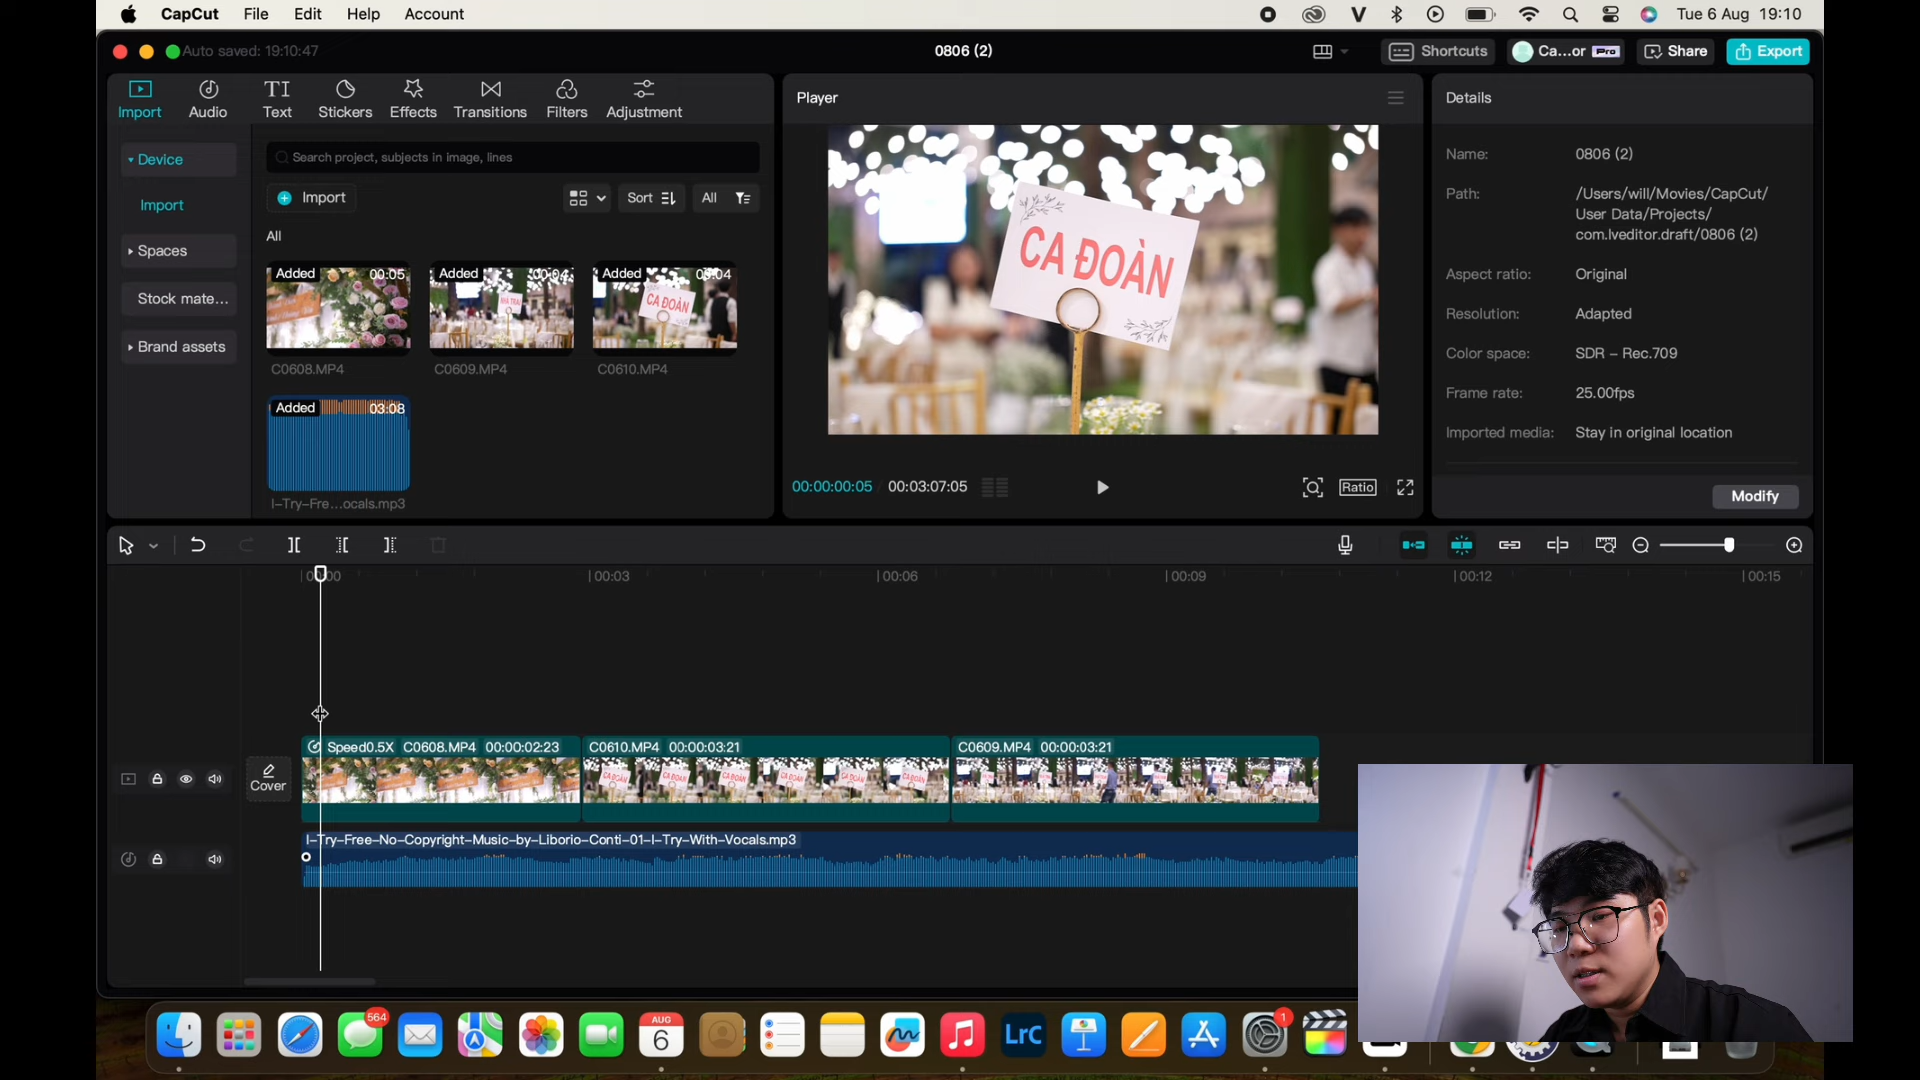 CapCut File Edit Help Account
Tue 6 Aug 19:10
Auto saved: 19:10:47
0806 (2)
Shortcuts
Ca...or Pro
Share
Export
Import
Audio
Text
Stickers
Effects
Transitions
Filters
Adjustment
Device
Import
Spaces
Stock mate...
Brand assets
Search project, subjects in image, lines
Import
Sort
All
All
Added 00:05
C0608.MP4
Added 00:04
NHÀ TRAI
C0609.MP4
Added 00:04
CA ĐOÀN
C0610.MP4
Added 03:08
I-Try-Fre...ocals.mp3
Player
CA ĐOÀN
00:00:00:05 00:03:07:05
Ratio
Details
Name: 0806 (2)
Path: /Users/will/Movies/CapCut/
User Data/Projects/
com.lveditor.draft/0806 (2)
Aspect ratio: Original
Resolution: Adapted
Color space: SDR – Rec.709
Frame rate: 25.00fps
Imported media: Stay in original location
Modify
00:00 00:03 00:06 00:09 00:12 00:15
Cover
Speed0.5X C0608.MP4 00:00:02:23
C0610.MP4 00:00:03:21
C0609.MP4 00:00:03:21
I-Try-Free-No-Copyright-Music-by-Liborio-Conti-01-I-Try-With-Vocals.mp3
564
AUG
6
LrC
1